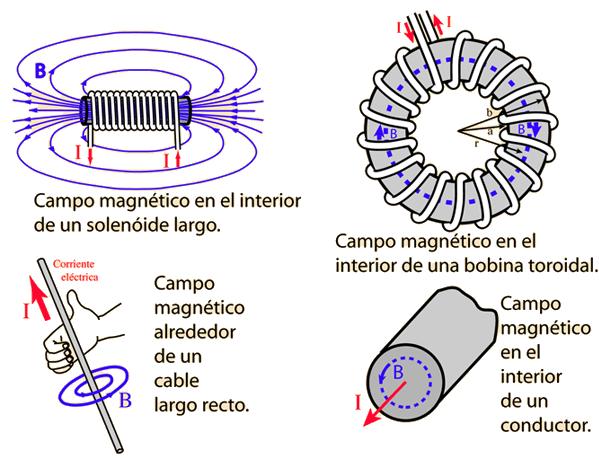 B
I
I
Campo magnético en el interior
de un solenóide largo.
I
I
b
a
r
B
B
Campo magnético en el
interior de una bobina toroidal.
Corriente
eléctrica
I
B
Campo
magnético
alrededor
de un
cable
largo recto.
B
I
Campo
magnético
en el
interior
de un
conductor.